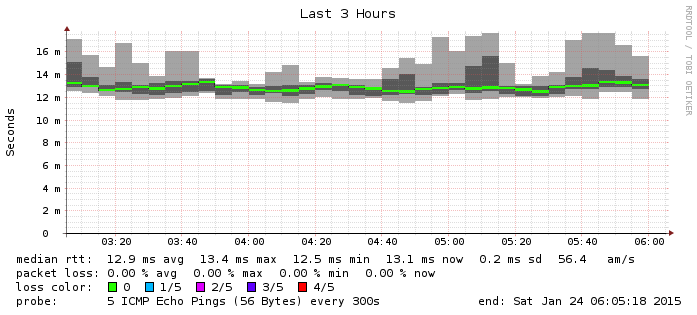 Last 3 Hours
RRDTOOL / TOBI OETIKER
Seconds
16 m
14 m
12 m
10 m
8 m
6 m
4 m
2 m
0
03:20 03:40 04:00 04:20 04:40 05:00 05:20 05:40 06:00
median rtt: 12.9 ms avg 13.4 ms max 12.5 ms min 13.1 ms now 0.2 ms sd 56.4 am/s
packet loss: 0.00 % avg 0.00 % max 0.00 % min 0.00 % now
loss color: 0 1/5 2/5 3/5 4/5
probe: 5 ICMP Echo Pings (56 Bytes) every 300s end: Sat Jan 24 06:05:18 2015